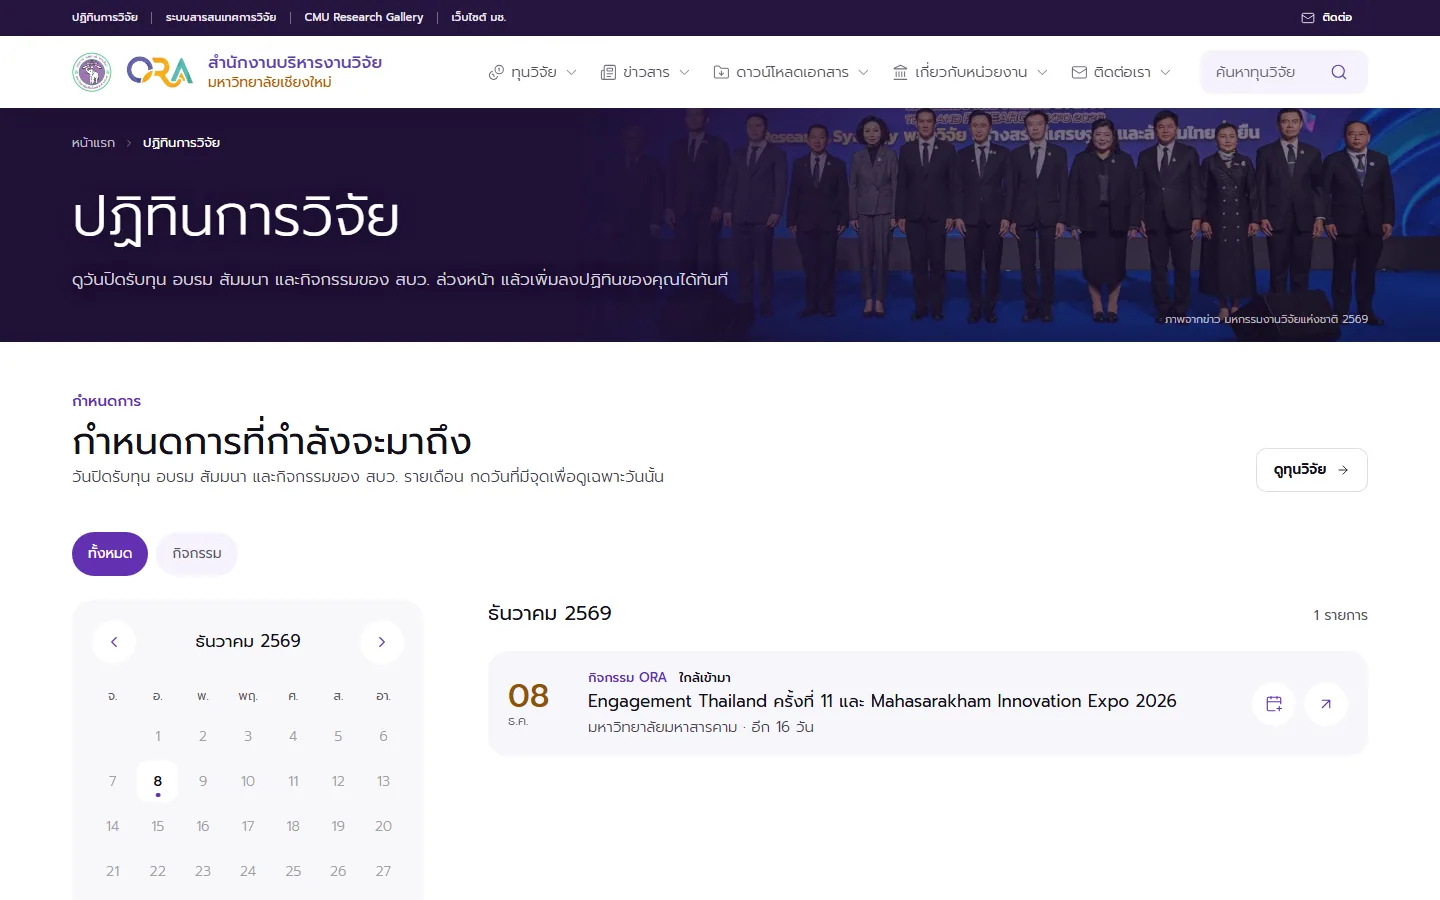 ปฏิทินการวิจัย
ระบบสารสนเทศการวิจัย
CMU Research Gallery
เว็บไซต์ มช.
ติดต่อ
ORA
สำนักงานบริหารงานวิจัย
มหาวิทยาลัยเชียงใหม่
ทุนวิจัย
ข่าวสาร
ดาวน์โหลดเอกสาร
เกี่ยวกับหน่วยงาน
ติดต่อเรา
ค้นหาทุนวิจัย
หน้าแรก
ปฏิทินการวิจัย
ปฏิทินการวิจัย
ดูวันปิดรับทุน อบรม สัมมนา และกิจกรรมของ สบว. ล่วงหน้า แล้วเพิ่มลงปฏิทินของคุณได้ทันที
ภาพจากข่าว มหกรรมงานวิจัยแห่งชาติ 2569
กำหนดการ
กำหนดการที่กำลังจะมาถึง
วันปิดรับทุน อบรม สัมมนา และกิจกรรมของ สบว. รายเดือน กดวันที่มีจุดเพื่อดูเฉพาะวันนั้น
ดูทุนวิจัย
ทั้งหมด
กิจกรรม
ธันวาคม 2569
จ. อ. พ. พฤ. ศ. ส. อา.
1 2 3 4 5 6
7 8 9 10 11 12 13
14 15 16 17 18 19 20
21 22 23 24 25 26 27
ธันวาคม 2569
1 รายการ
08
ธ.ค.
กิจกรรม ORA ใกล้เข้ามา
Engagement Thailand ครั้งที่ 11 และ Mahasarakham Innovation Expo 2026
มหาวิทยาลัยมหาสารคาม · อีก 16 วัน